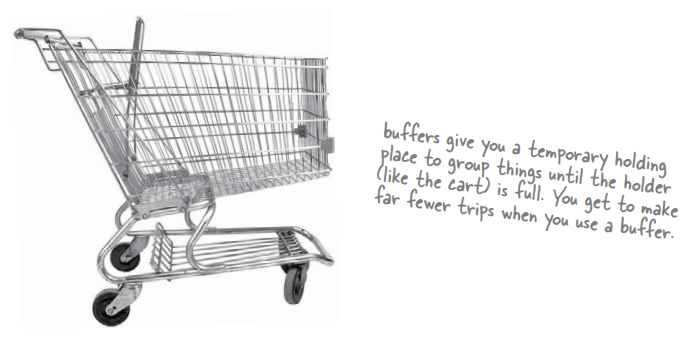 buffers give you a temporary holding
place to group things until the holder
(like the cart) is full. You get to make
far fewer trips when you use a buffer.